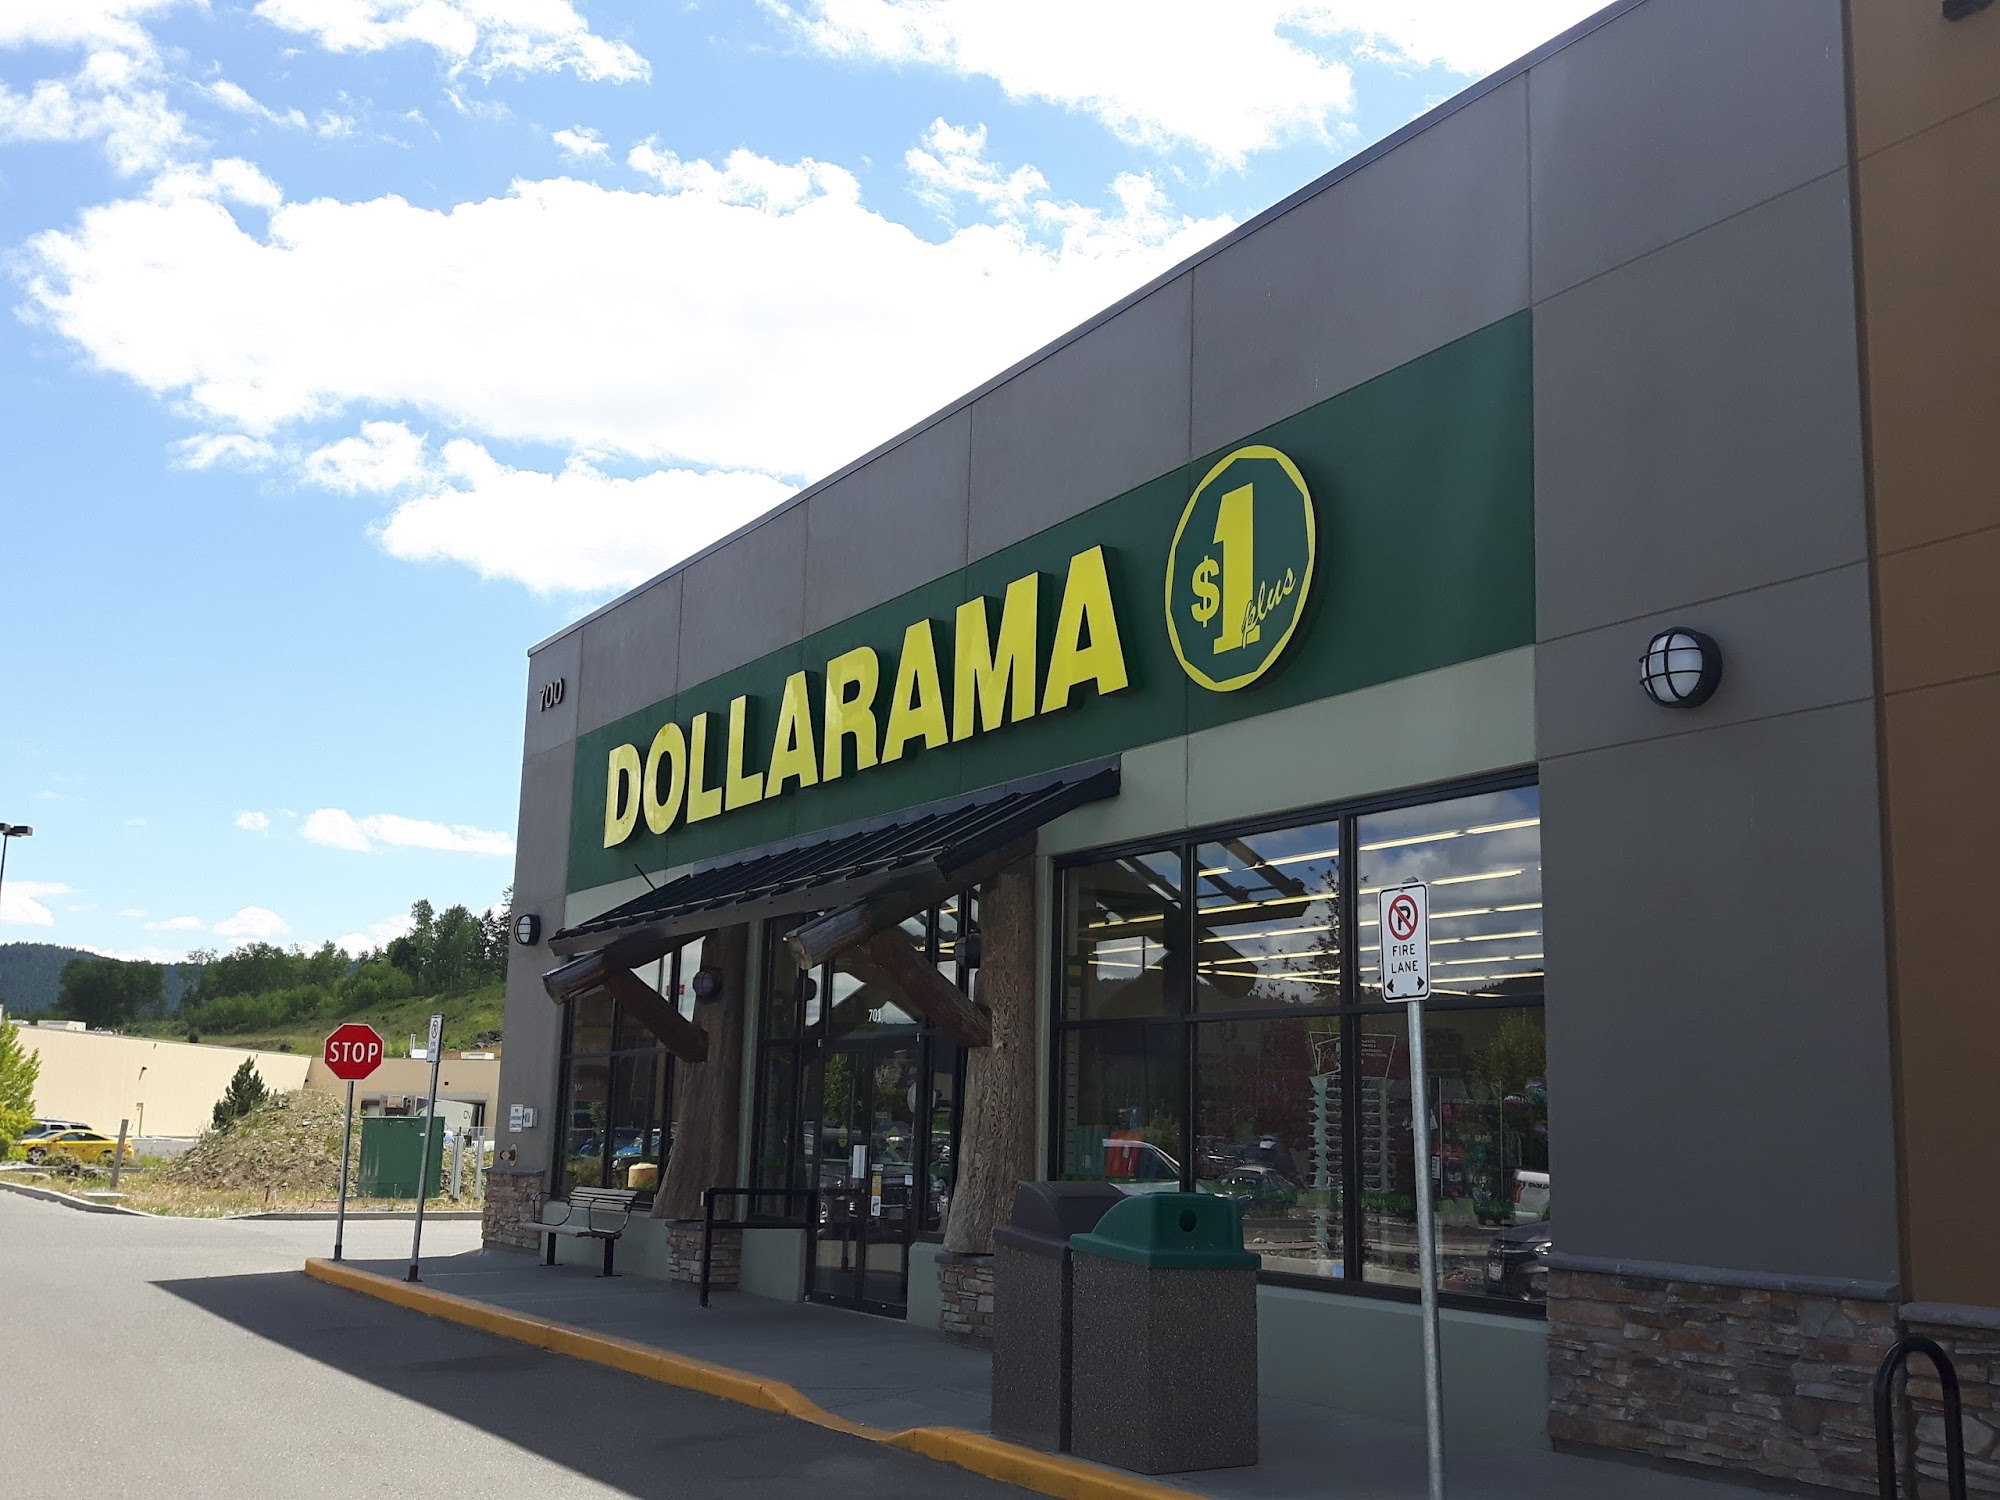 700
DOLLARAMA
$1
plus
701
STOP
FIRE
LANE